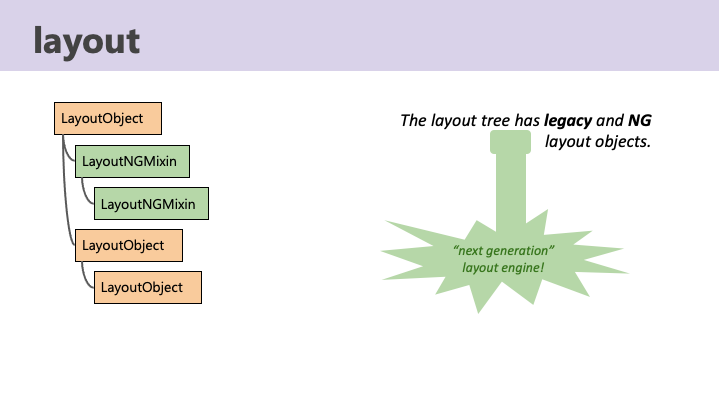 layout
LayoutObject
LayoutNGMixin
LayoutNGMixin
LayoutObject
LayoutObject
The layout tree has legacy and NG
layout objects.
“next generation”
layout engine!